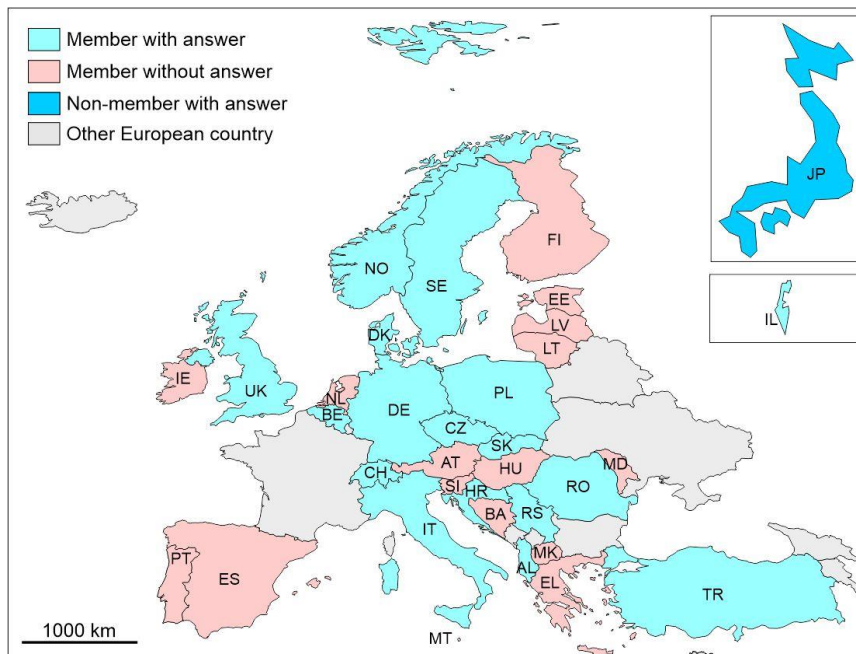 Member with answer
Member without answer
Non-member with answer
Other European country
JP
FI
NO
SE
EE
IL
LV
DK
LT
IE
UK
NL
PL
DE
BE
CZ
SK
AT
HU
MD
CH
SI
HR
RO
BA
RS
IT
MK
AL
PT
ES
EL
TR
1000 km
MT